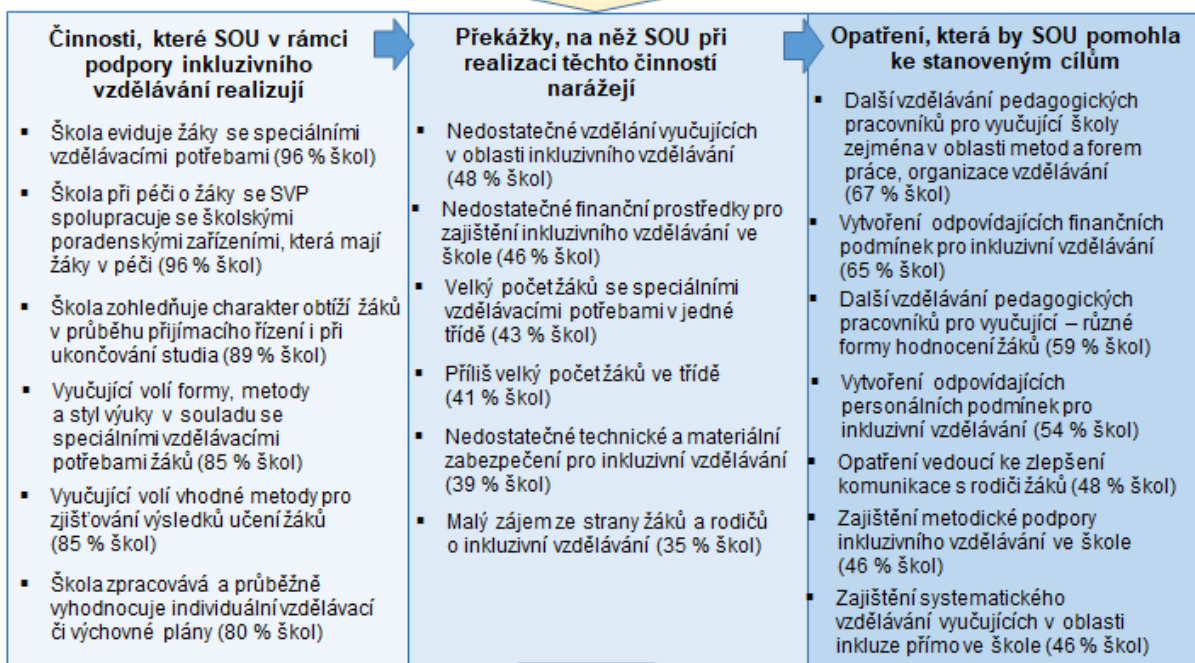 Činnosti, které SOU v rámci
podpory inkluzivního
vzdělávání realizují
▪ Škola eviduje žáky se speciálními
vzdělávacími potřebami (96 % škol)
▪ Škola při péči o žáky se SVP
spolupracuje se školskými
poradenskými zařízeními, která mají
žáky v péči (96 % škol)
▪ Škola zohledňuje charakter obtíží žáků
v průběhu přijímacího řízení i při
ukončování studia (89 % škol)
▪ Vyučující volí formy, metody
a styl výuky v souladu se
speciálními vzdělávacími
potřebami žáků (85 % škol)
▪ Vyučující volí vhodné metody pro
zjišťování výsledků učení žáků
(85 % škol)
▪ Škola zpracovává a průběžně
vyhodnocuje individuální vzdělávací
či výchovné plány (80 % škol)
Překážky, na něž SOU při
realizaci těchto činností
narážejí
▪ Nedostatečné vzdělání vyučujících
v oblasti inkluzivního vzdělávání
(48 % škol)
▪ Nedostatečné finanční prostředky pro
zajištění inkluzivního vzdělávání ve
škole (46 % škol)
▪ Velký počet žáků se speciálními
vzdělávacími potřebami v jedné
třídě (43 % škol)
▪ Příliš velký počet žáků ve třídě
(41 % škol)
▪ Nedostatečné technické a materiální
zabezpečení pro inkluzivní vzdělávání
(39 % škol)
▪ Malý zájem ze strany žáků a rodičů
o inkluzivní vzdělávání (35 % škol)
Opatření, která by SOU pomohla
ke stanoveným cílům
▪ Další vzdělávání pedagogických
pracovníků pro vyučující školy
zejména v oblasti metod a forem
práce, organizace vzdělávání
(67 % škol)
▪ Vytvoření odpovídajících finančních
podmínek pro inkluzivní vzdělávání
(65 % škol)
▪ Další vzdělávání pedagogických
pracovníků pro vyučující – různé
formy hodnocení žáků (59 % škol)
▪ Vytvoření odpovídajících
personálních podmínek pro
inkluzivní vzdělávání (54 % škol)
▪ Opatření vedoucí ke zlepšení
komunikace s rodiči žáků (48 % škol)
▪ Zajištění metodické podpory
inkluzivního vzdělávání ve škole
(46 % škol)
▪ Zajištění systematického
vzdělávání vyučujících v oblasti
inkluze přímo ve škole (46 % škol)